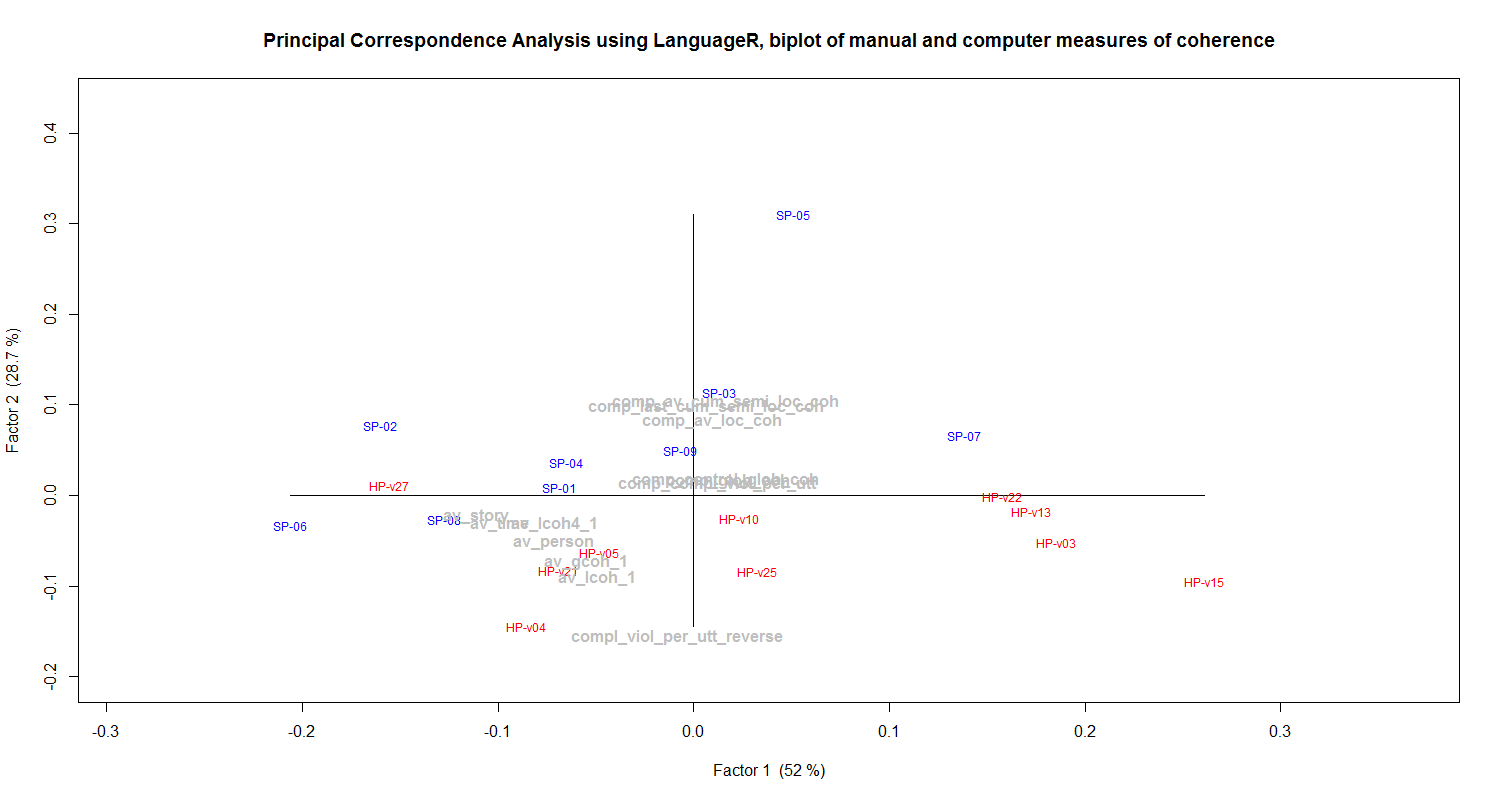 Principal Correspondence Analysis using LanguageR, biplot of manual and computer measures of coherence
Factor 2 (28.7 %)
0.4
0.3
0.2
0.1
0.0
-0.1
-0.2
SP-05
SP-03
comp_av_cum_semi_loc_coh
comp_last_cum_semi_loc_coh
comp_av_loc_coh
SP-02
SP-07
SP-09
SP-04
HP-v27
SP-01
comp_compl_viol_per_utt
HP-v22
HP-v13
av_story
SP-08
SP-06
av_time
av_lcoh4_1
HP-v10
av_person
HP-v03
HP-v05
av_gcoh_1
HP-v21
av_lcoh_1
HP-v25
HP-v15
HP-v04
compl_viol_per_utt_reverse
-0.3 -0.2 -0.1 0.0 0.1 0.2 0.3
Factor 1 (52 %)